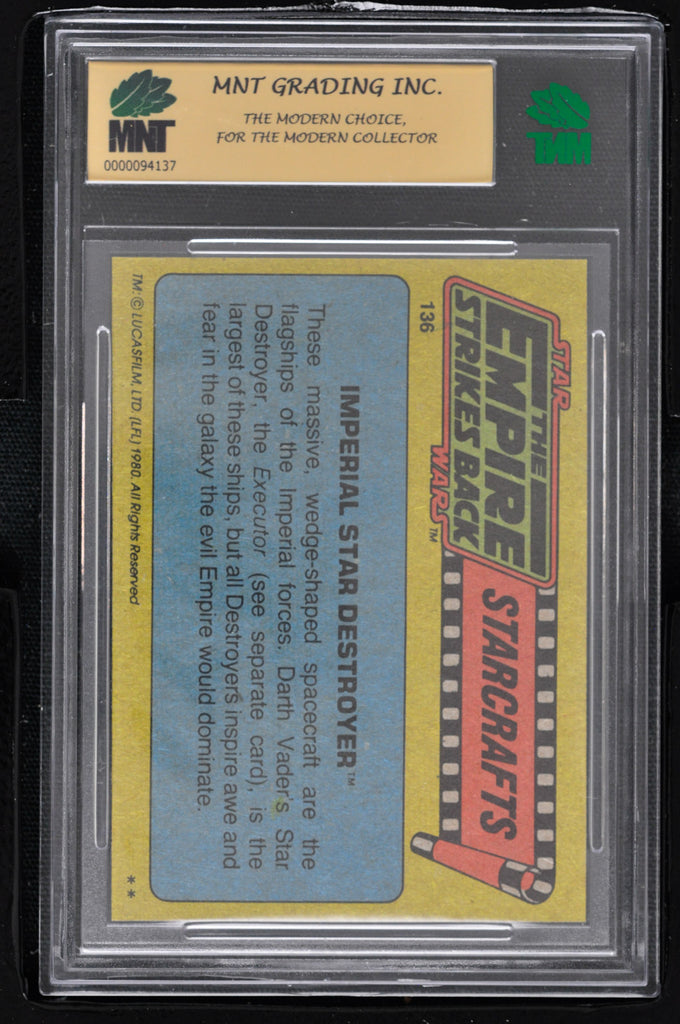 MNT GRADING INC.
THE MODERN CHOICE,
FOR THE MODERN COLLECTOR
MNT
0000094137
MNT
STAR
THE
EMPIRE
STRIKES BACK
WARS™
STARCRAFTS
136
IMPERIAL STAR DESTROYER™
These massive, wedge-shaped spacecraft are the
flagships of the Imperial forces. Darth Vader's Star
Destroyer, the Executor (see separate card), is the
largest of these ships, but all Destroyers inspire awe and
fear in the galaxy the evil Empire would dominate.
TM: © LUCASFILM, LTD. (LFL) 1980. All Rights Reserved
**